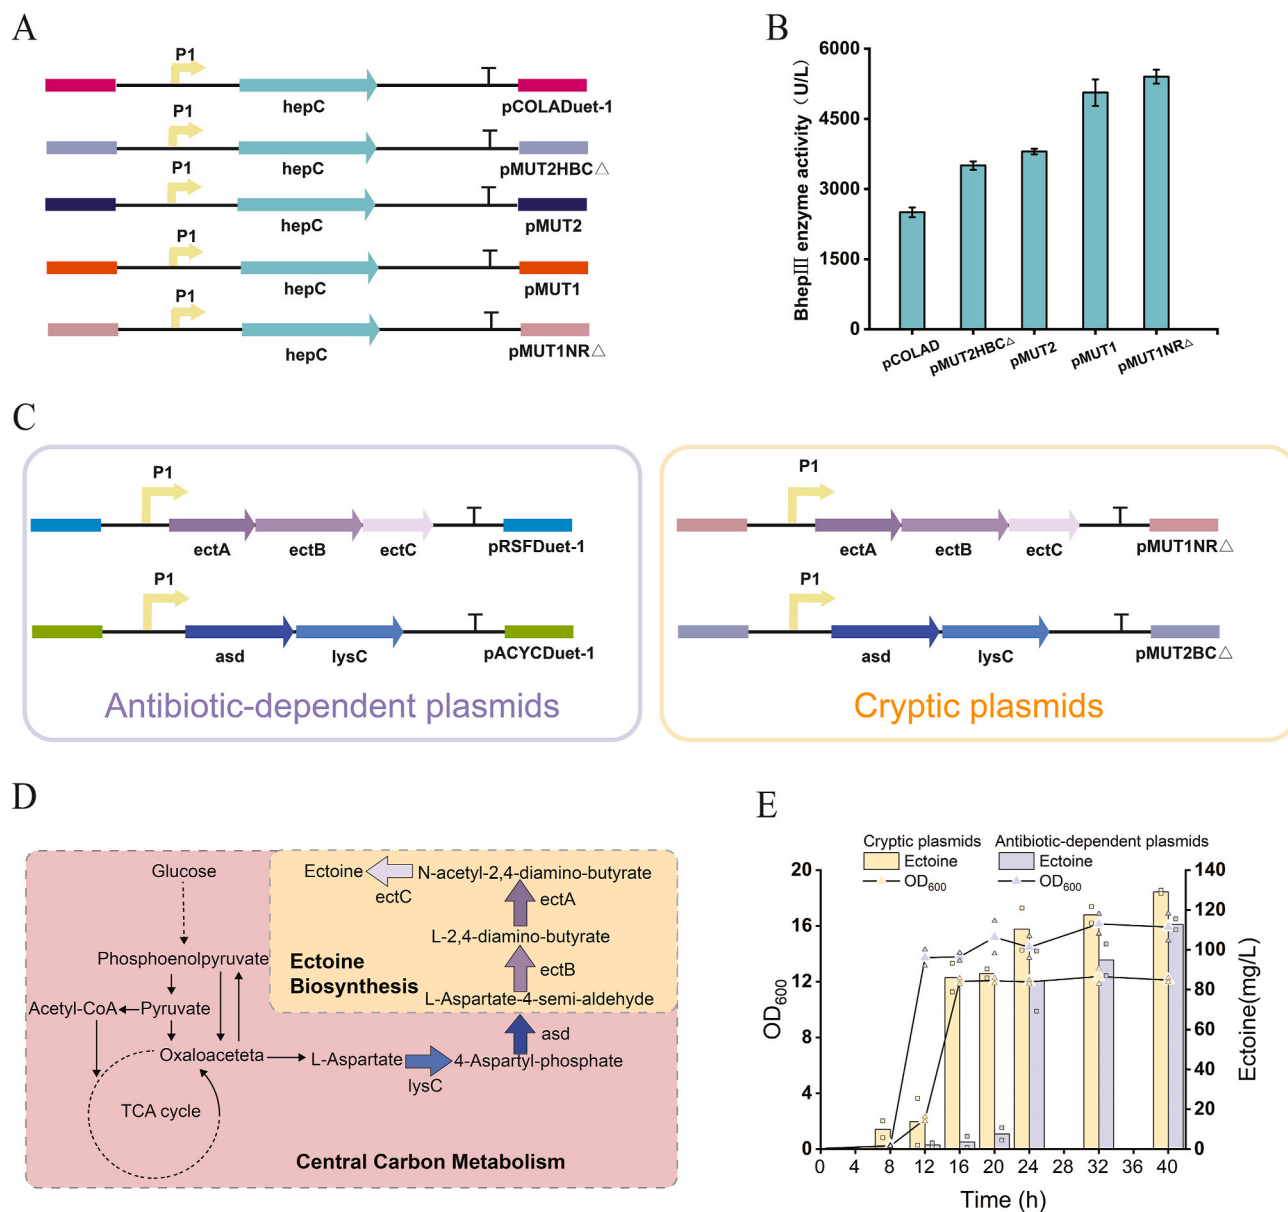 A
P1
hepC
pCOLADuet-1
P1
hepC
pMUT2HBC△
P1
hepC
pMUT2
P1
hepC
pMUT1
P1
hepC
pMUT1NR△
B
BhepⅢ enzyme activity（U/L）
6000
4500
3000
1500
0
pCOLAD
pMUT2HBC△
pMUT2
pMUT1
pMUT1NR△
C
P1
ectA ectB ectC
pRSFDuet-1
P1
asd lysC
pACYCDuet-1
Antibiotic-dependent plasmids
P1
ectA ectB ectC
pMUT1NR△
P1
asd lysC
pMUT2BC△
Cryptic plasmids
D
Glucose
Phosphoenolpyruvate
Acetyl-CoA
Pyruvate
Oxaloaceteta
TCA cycle
L-Aspartate
lysC
4-Aspartyl-phosphate
asd
L-Aspartate-4-semi-aldehyde
ectB
L-2,4-diamino-butyrate
ectA
N-acetyl-2,4-diamino-butyrate
ectC
Ectoine
Ectoine
Biosynthesis
Central Carbon Metabolism
E
Cryptic plasmids
Ectoine
OD600
Antibiotic-dependent plasmids
Ectoine
OD600
OD600
20
16
12
8
4
0
Ectoine(mg/L)
140
120
100
80
60
40
20
0
0 4 8 12 16 20 24 28 32 36 40
Time (h)